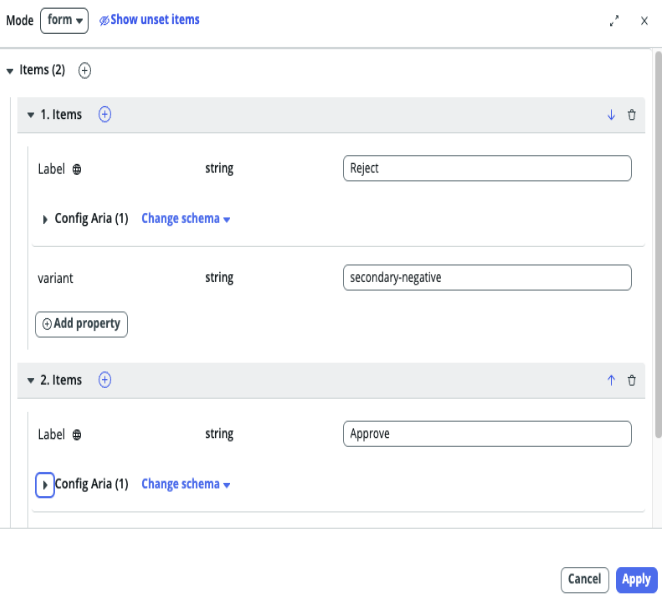 Mode form Show unset items x
Items (2)
1. Items
Label string Reject
Config Aria (1) Change schema
variant string secondary-negative
Add property
2. Items
Label string Approve
Config Aria (1) Change schema
Cancel Apply